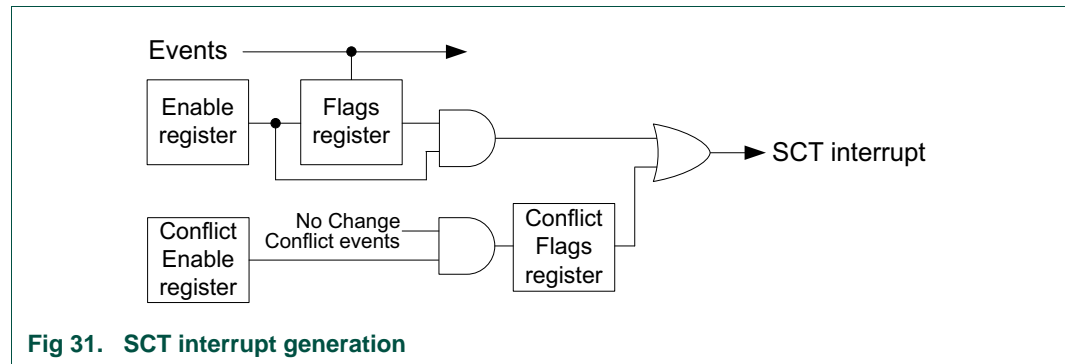 Events
Enable
register
Flags
register
SCT interrupt
Conflict
Enable
register
No Change
Conflict events
Conflict
Flags
register
Fig 31. SCT interrupt generation